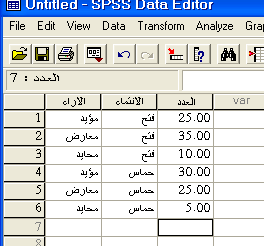 Untitled - SPSS Data Editor
File Edit View Data Transform Analyze Gra
7 : العدد
الاراء الانتماء العدد var
1 مؤيد فتح 25.00
2 معارض فتح 35.00
3 محايد فتح 10.00
4 مؤيد حماس 30.00
5 معارض حماس 25.00
6 محايد حماس 5.00
7